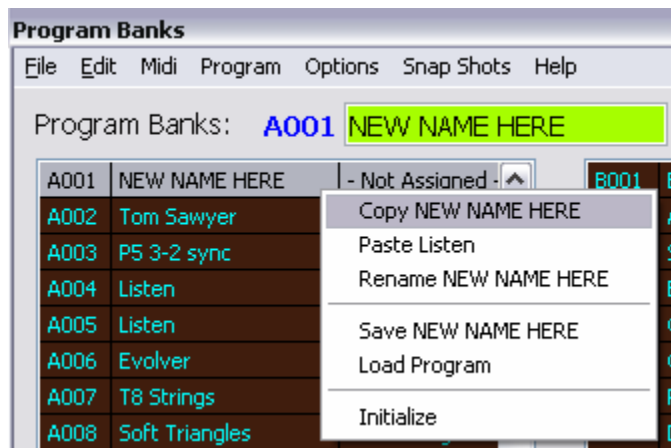 Program Banks
File Edit Midi Program Options Snap Shots Help
Program Banks: A001 NEW NAME HERE
A001 NEW NAME HERE - Not Assigned - B001
Copy NEW NAME HERE
A002 Tom Sawyer
Paste Listen
A003 P5 3-2 sync
Rename NEW NAME HERE
A004 Listen
A005 Listen
Save NEW NAME HERE
A006 Evolver
Load Program
A007 T8 Strings
Initialize
A008 Soft Triangles